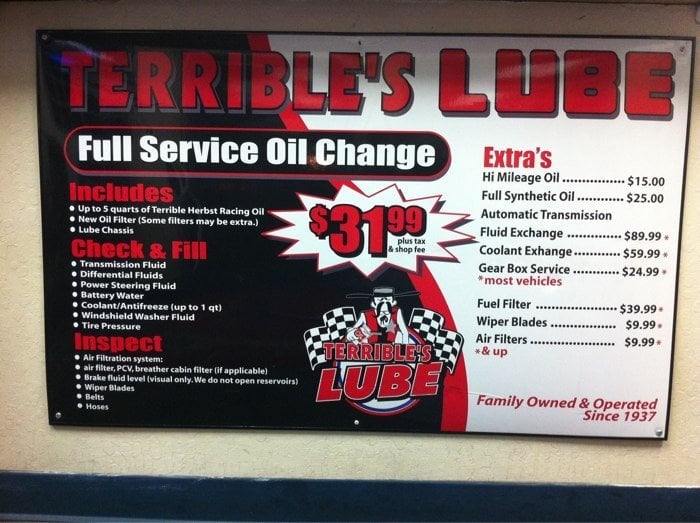 TERRIBLE'S LUBE
Full Service Oil Change
Includes
• Up to 5 quarts of Terrible Herbst Racing Oil
• New Oil Filter (Some filters may be extra.)
• Lube Chassis
Check & Fill
• Transmission Fluid
• Differential Fluids
• Power Steering Fluid
• Battery Water
• Coolant/Antifreeze (up to 1 qt)
• Windshield Washer Fluid
• Tire Pressure
Inspect
• Air Filtration system:
• air filter, PCV, breather cabin filter (if applicable)
• Brake fluid level (visual only. We do not open reservoirs)
• Wiper Blades
• Belts
• Hoses
$31.99
plus tax
& shop fee
TERRIBLE'S
LUBE
Extra's
Hi Mileage Oil ................ $15.00
Full Synthetic Oil ............ $25.00
Automatic Transmission
Fluid Exchange .............. $89.99 *
Coolant Exhange............ $59.99 *
Gear Box Service ............ $24.99 *
*most vehicles
Fuel Filter ...................... $39.99*
Wiper Blades .................. $9.99*
Air Filters ....................... $9.99*
*& up
Family Owned & Operated
Since 1937